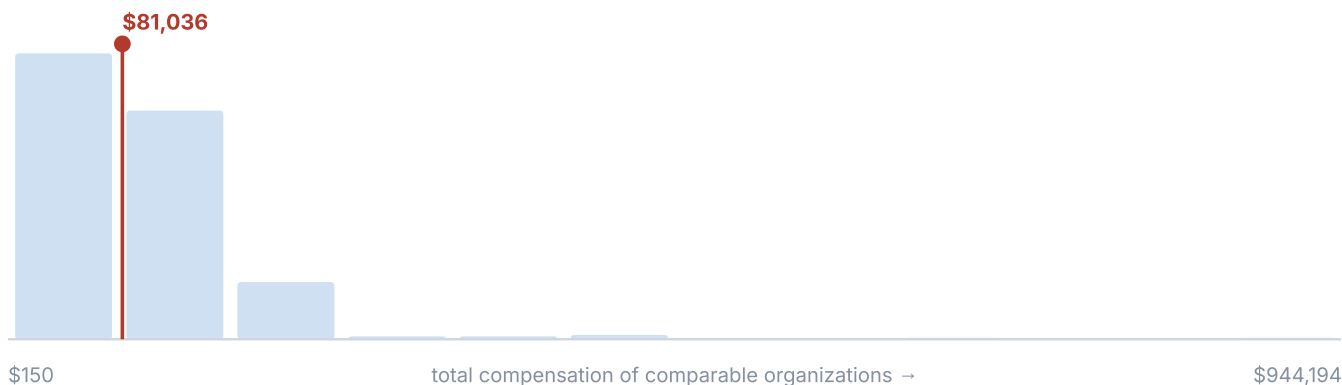 $81,036
$150 total compensation of comparable organizations → $944,194